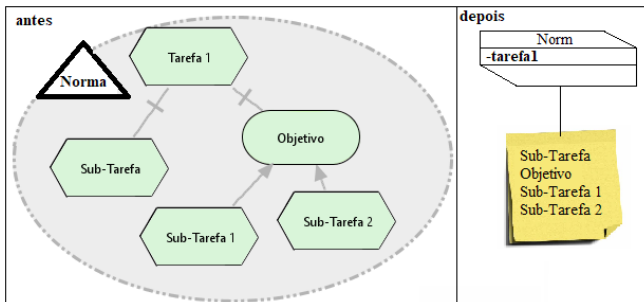 antes
Norma
Tarefa 1
Sub-Tarefa
Objetivo
Sub-Tarefa 1
Sub-Tarefa 2
depois
Norm
-tarefa1
Sub-Tarefa
Objetivo
Sub-Tarefa 1
Sub-Tarefa 2